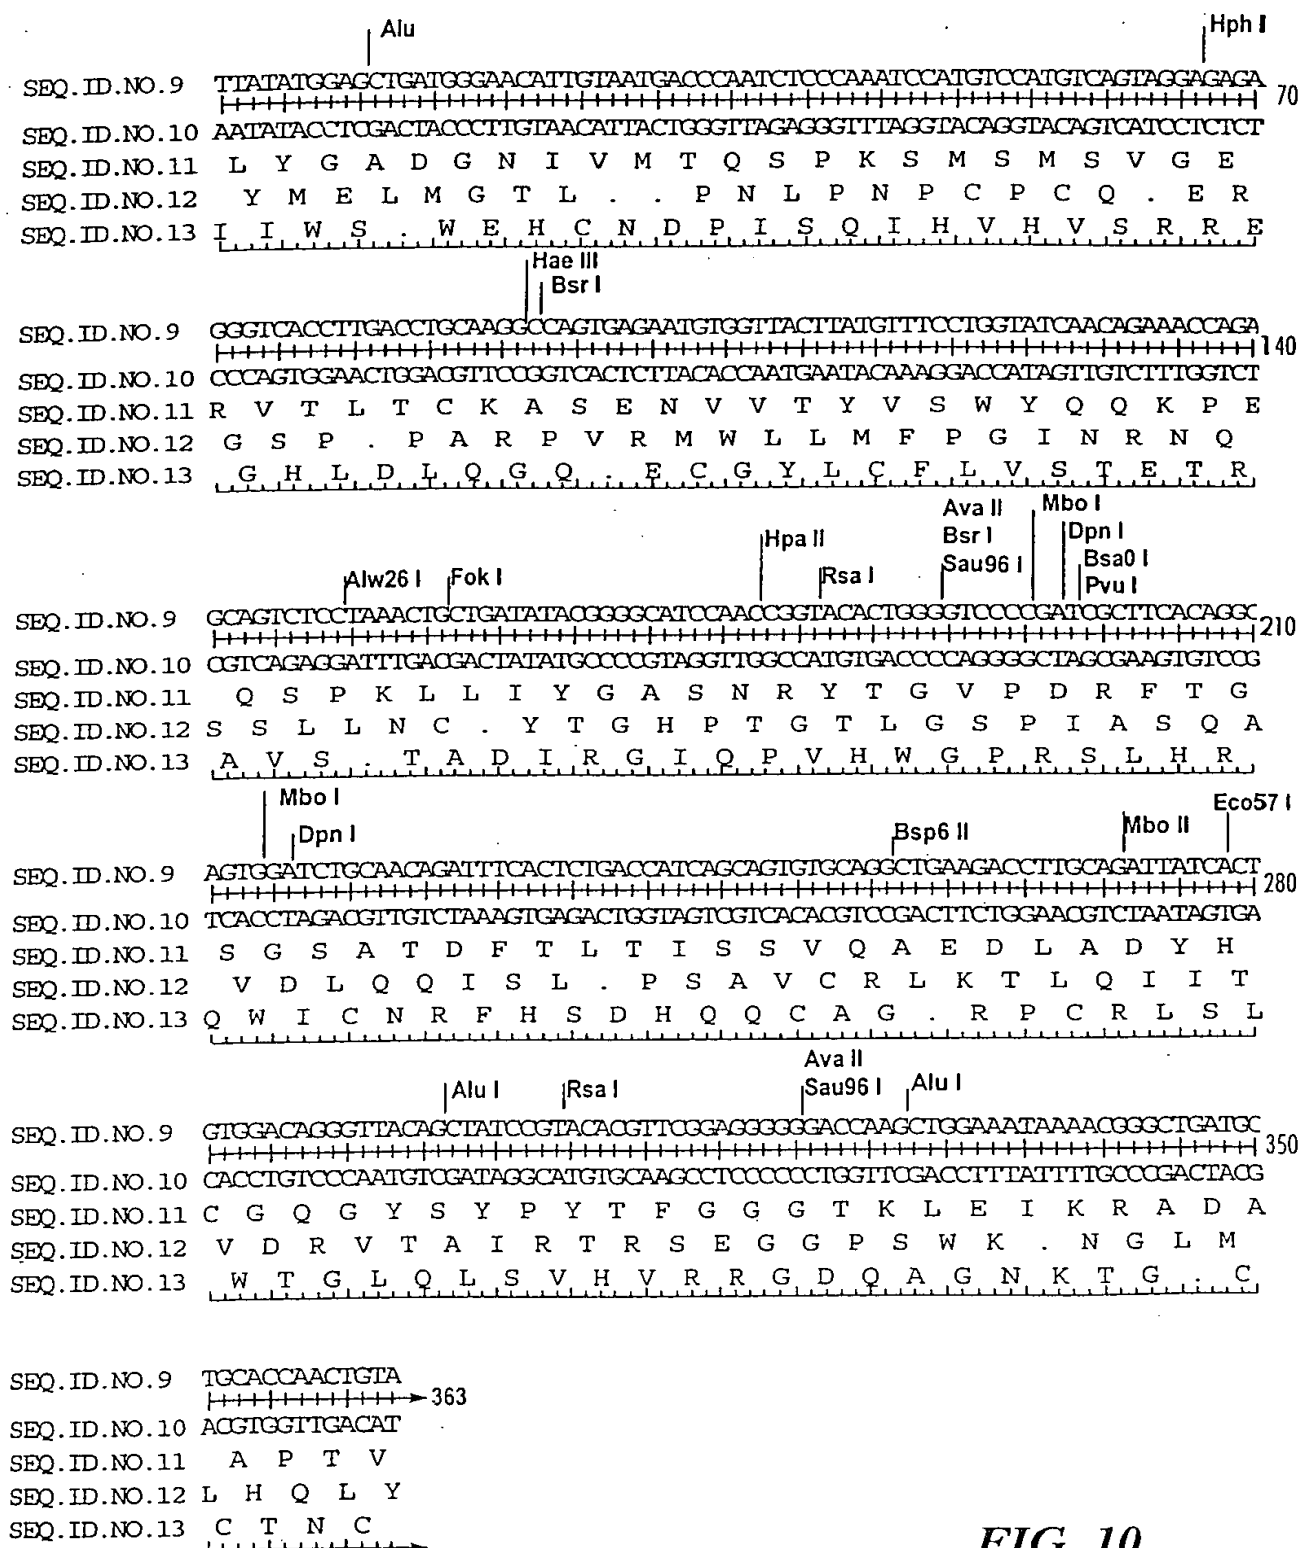 Alu Hph I
SEQ.ID.NO.9 TTATATGGAGCTGATGGGAACATTGTAATGACCCAATCTCCCAAATCCATGTCCATGTCAGTAGGAGAGA
70
SEQ.ID.NO.10 AATATACCTCGACTACCCTTGTAACATTACTGGGTTAGAGGGTTTAGGTACAGGTACAGTCATCCTCTCT
SEQ.ID.NO.11 L Y G A D G N I V M T Q S P K S M S M S V G E
SEQ.ID.NO.12 Y M E L M G T L . . P N L P N P C P C Q . E R
SEQ.ID.NO.13 I I W S . W E H C N D P I S Q I H V H V S R R E
Hae III
Bsr I
SEQ.ID.NO.9 GGGTCACCTTGACCTGCAAGGCCAGTGAGAATGTGGTTACTTATGTTTCCTGGTATCAACAGAAACCAGA
140
SEQ.ID.NO.10 CCCAGTGGAACTGGACGTTCCGGTCACTCTTACACCAATGAATACAAAGGACCATAGTTGTCTTTGGTCT
SEQ.ID.NO.11 R V T L T C K A S E N V V T Y V S W Y Q Q K P E
SEQ.ID.NO.12 G S P . P A R P V R M W L L M F P G I N R N Q
SEQ.ID.NO.13 G H L D L Q G Q . E C G Y L C F L V S T E T R
Ava II Mbo I
Hpa II Bsr I Dpn I
Alw26 I Fok I Rsa I Sau96 I Bsa0 I
Pvu I
SEQ.ID.NO.9 GCAGTCTCCTAAACTGCTGATATACGGGGCATCCAACCGGTACACTGGGGTCCCCGATCGCTTCACAGGC
210
SEQ.ID.NO.10 CGTCAGAGGATTTGACGACTATATGCCCCGTAGGTTGGCCATGTGACCCCAGGGGCTAGCGAAGTGTCCG
SEQ.ID.NO.11 Q S P K L L I Y G A S N R Y T G V P D R F T G
SEQ.ID.NO.12 S S L L N C . Y T G H P T G T L G S P I A S Q A
SEQ.ID.NO.13 A V S . T A D I R G I Q P V H W G P R S L H R
Mbo I Eco57 I
Dpn I Bsp6 II Mbo II
SEQ.ID.NO.9 AGTGGATCTGCAACAGATTTCACTCTGACCATCAGCAGTGTGCAGGCTGAAGACCTTGCAGATTATCACT
280
SEQ.ID.NO.10 TCACCTAGACGTTGTCTAAAGTGAGACTGGTAGTCGTCACACGTCCGACTTCTGGAACGTCTAATAGTGA
SEQ.ID.NO.11 S G S A T D F T L T I S S V Q A E D L A D Y H
SEQ.ID.NO.12 V D L Q Q I S L . P S A V C R L K T L Q I I T
SEQ.ID.NO.13 Q W I C N R F H S D H Q Q C A G . R P C R L S L
Ava II
Alu I Rsa I Sau96 I Alu I
SEQ.ID.NO.9 GTGGACAGGGTTACAGCTATCCGTACACGTTCGGAGGGGGGACCAAGCTGGAAATAAAACGGGCTGATGC
350
SEQ.ID.NO.10 CACCTGTCCCAATGTCGATAGGCATGTGCAAGCCTCCCCCCTGGTTCGACCTTTATTTTGCCCGACTACG
SEQ.ID.NO.11 C G Q G Y S Y P Y T F G G G T K L E I K R A D A
SEQ.ID.NO.12 V D R V T A I R T R S E G G P S W K . N G L M
SEQ.ID.NO.13 W T G L Q L S V H V R R G D Q A G N K T G . C
SEQ.ID.NO.9 TGCACCAACTGTA
363
SEQ.ID.NO.10 ACGTGGTTGACAT
SEQ.ID.NO.11 A P T V
SEQ.ID.NO.12 L H Q L Y
SEQ.ID.NO.13 C T N C
FIG. 10